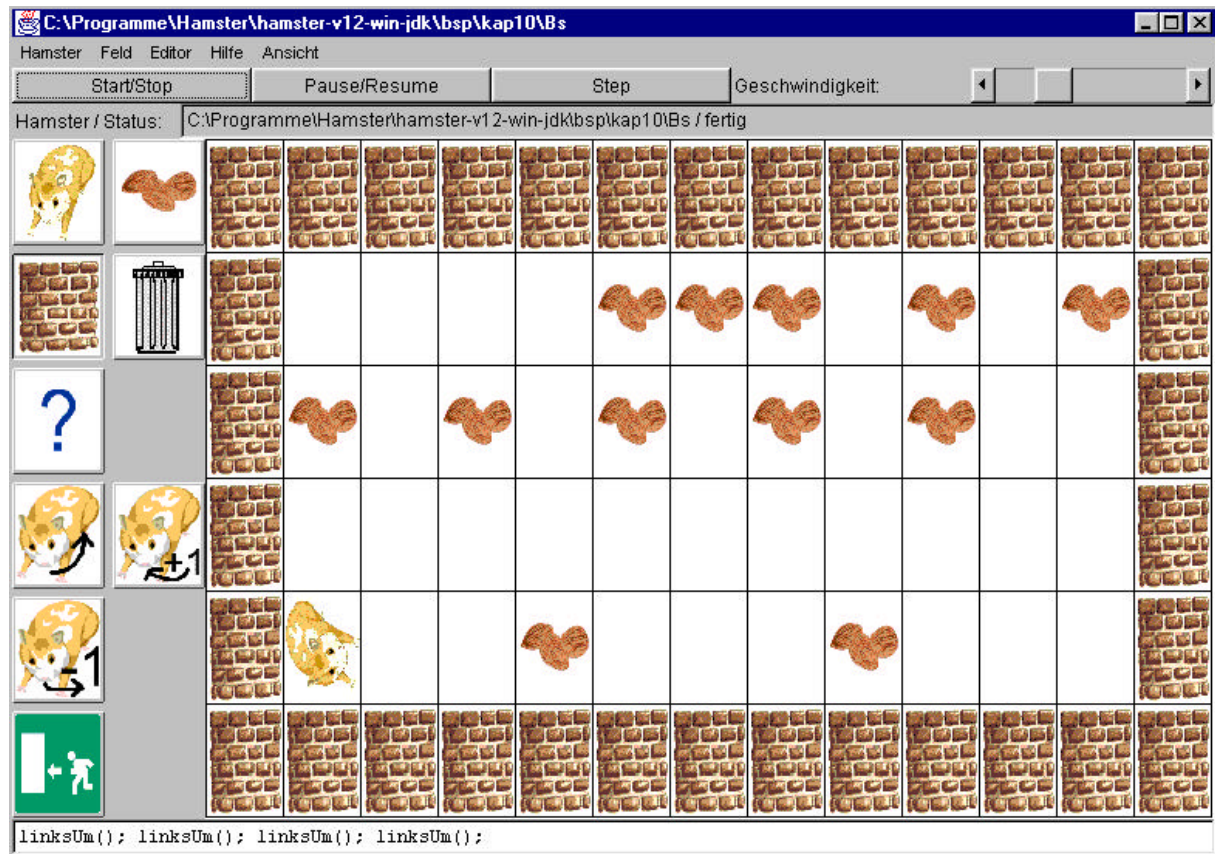 C:\Programme\Hamster\hamster-v12-win-jdk\bsp\kap10\Bs
Hamster Feld Editor Hilfe Ansicht
Start/Stop Pause/Resume Step Geschwindigkeit:
Hamster / Status: C:\Programme\Hamster\hamster-v12-win-jdk\bsp\kap10\Bs / fertig
?
+1
-1
linksUm(); linksUm(); linksUm(); linksUm();